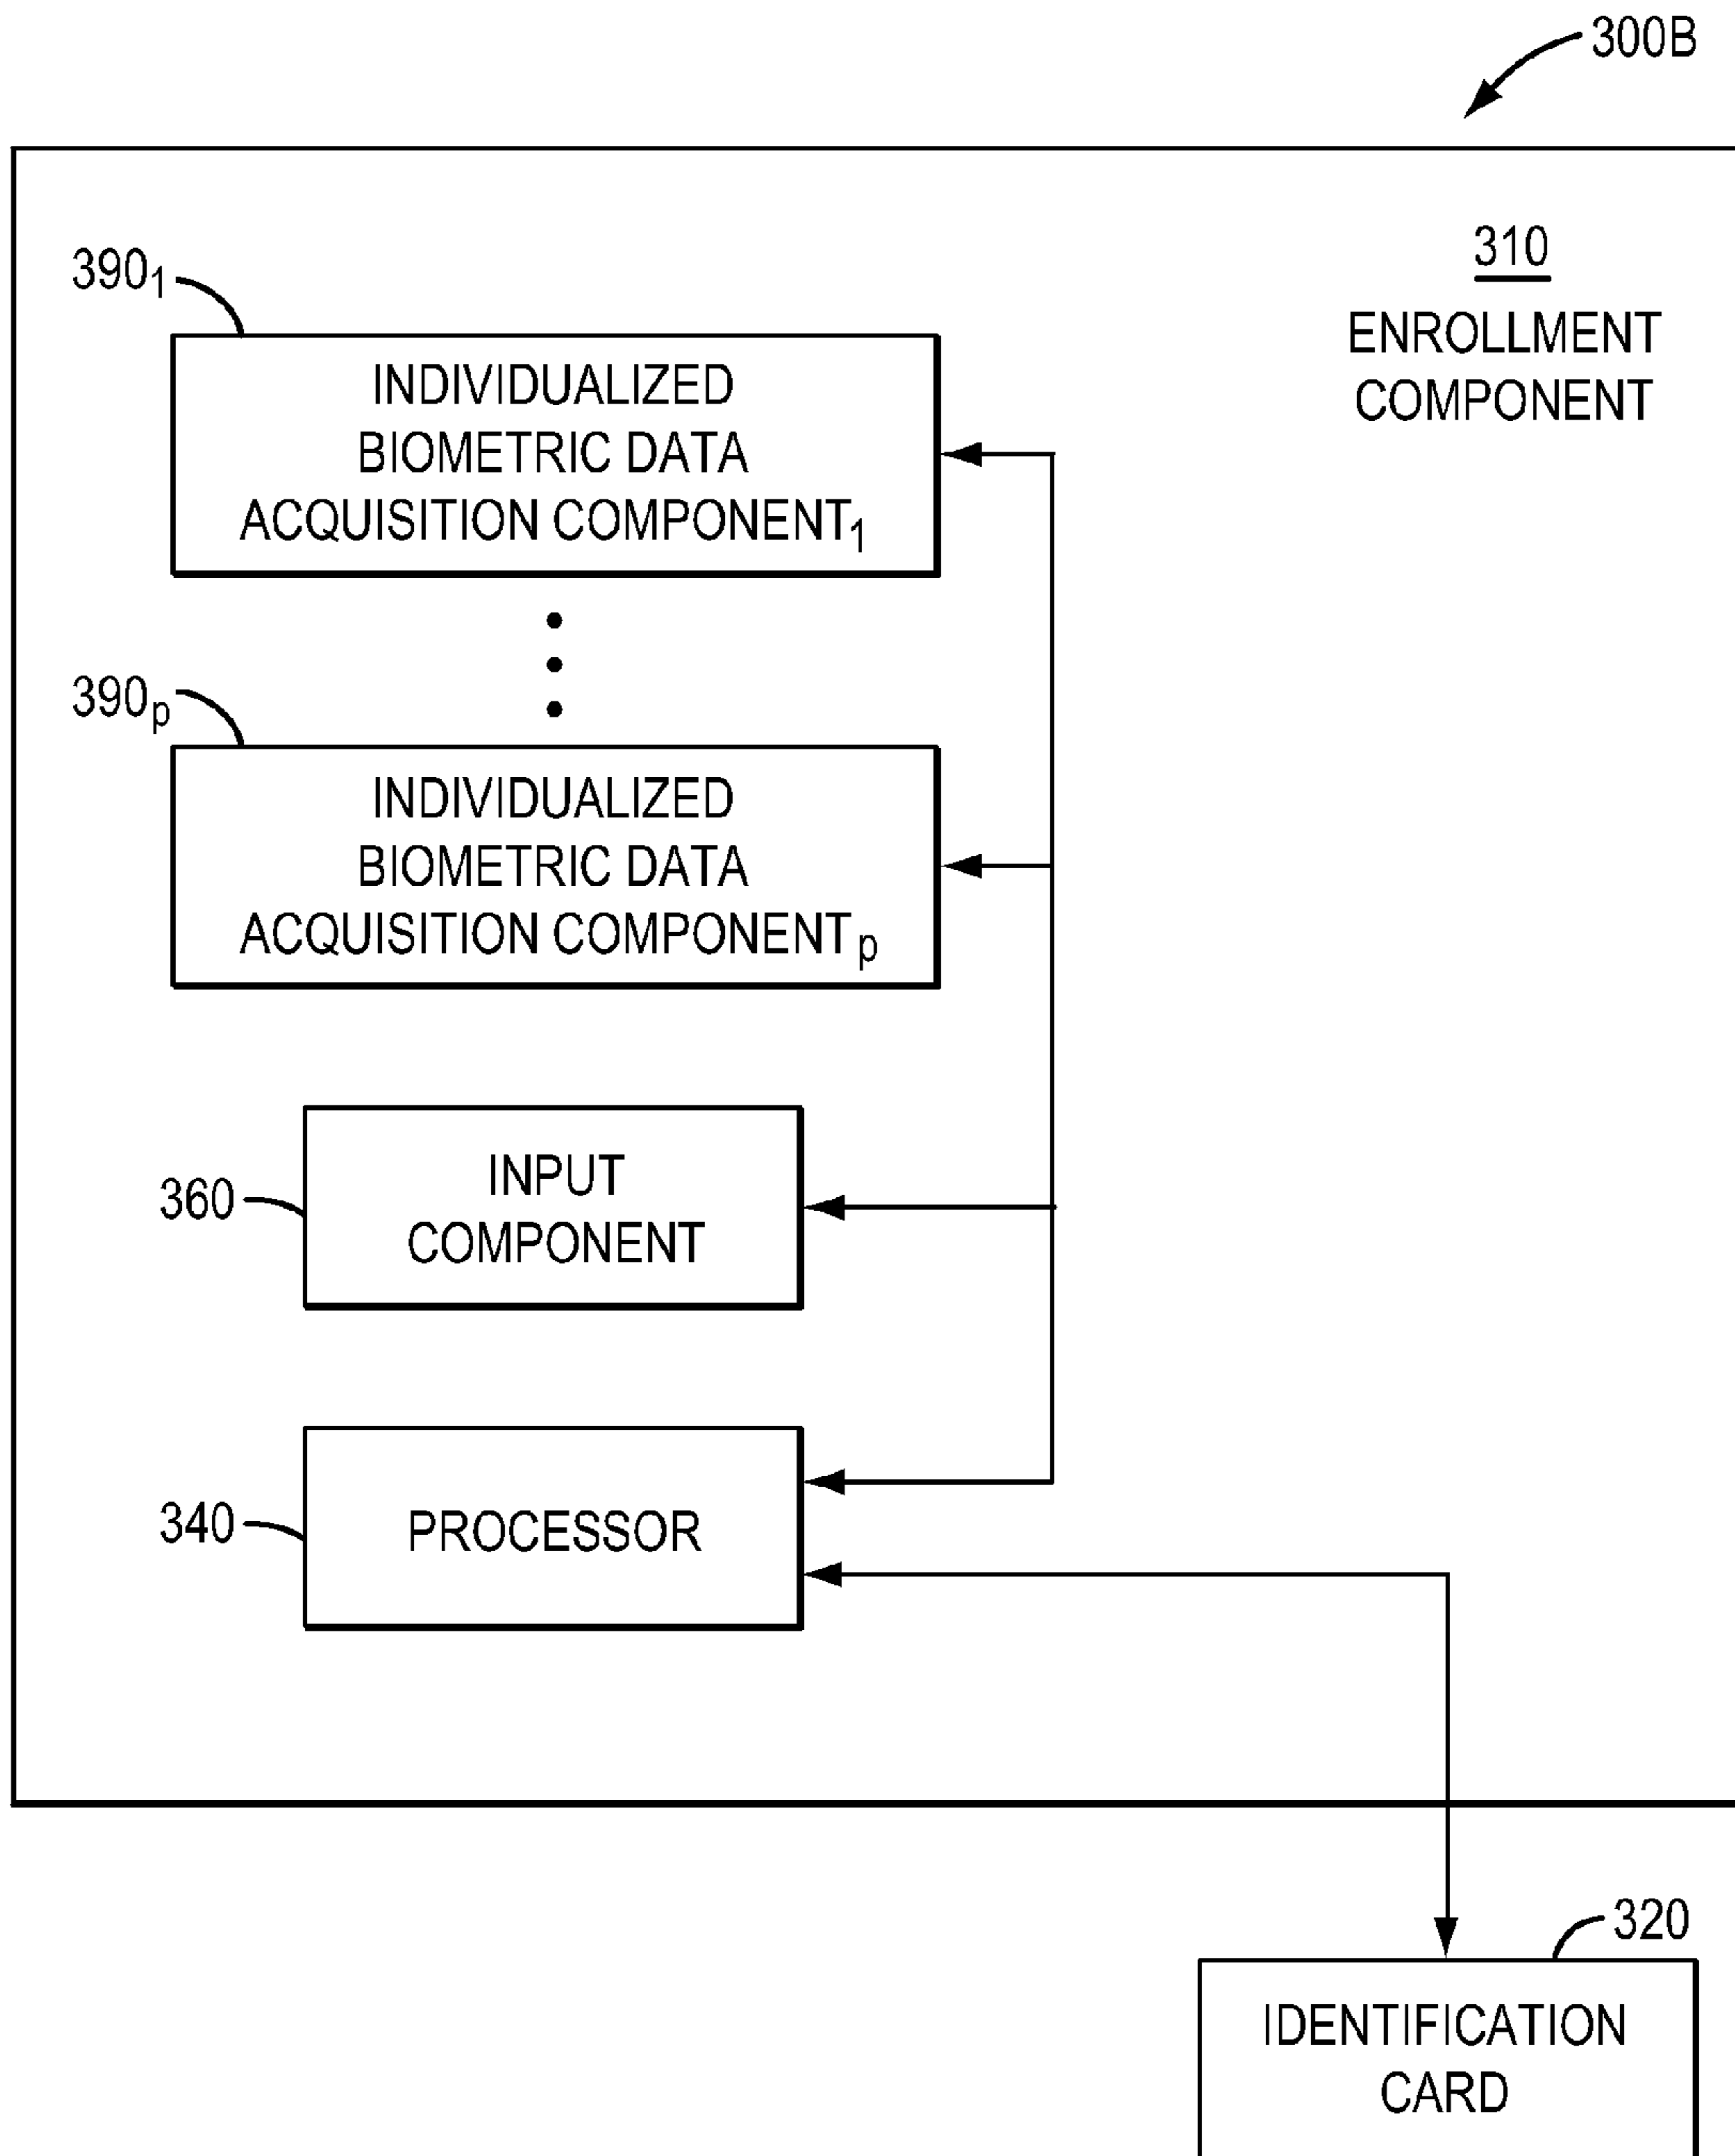 300B
310
ENROLLMENT
COMPONENT
390₁
INDIVIDUALIZED
BIOMETRIC DATA
ACQUISITION COMPONENT₁
390ₚ
INDIVIDUALIZED
BIOMETRIC DATA
ACQUISITION COMPONENTₚ
360
INPUT
COMPONENT
340
PROCESSOR
320
IDENTIFICATION
CARD